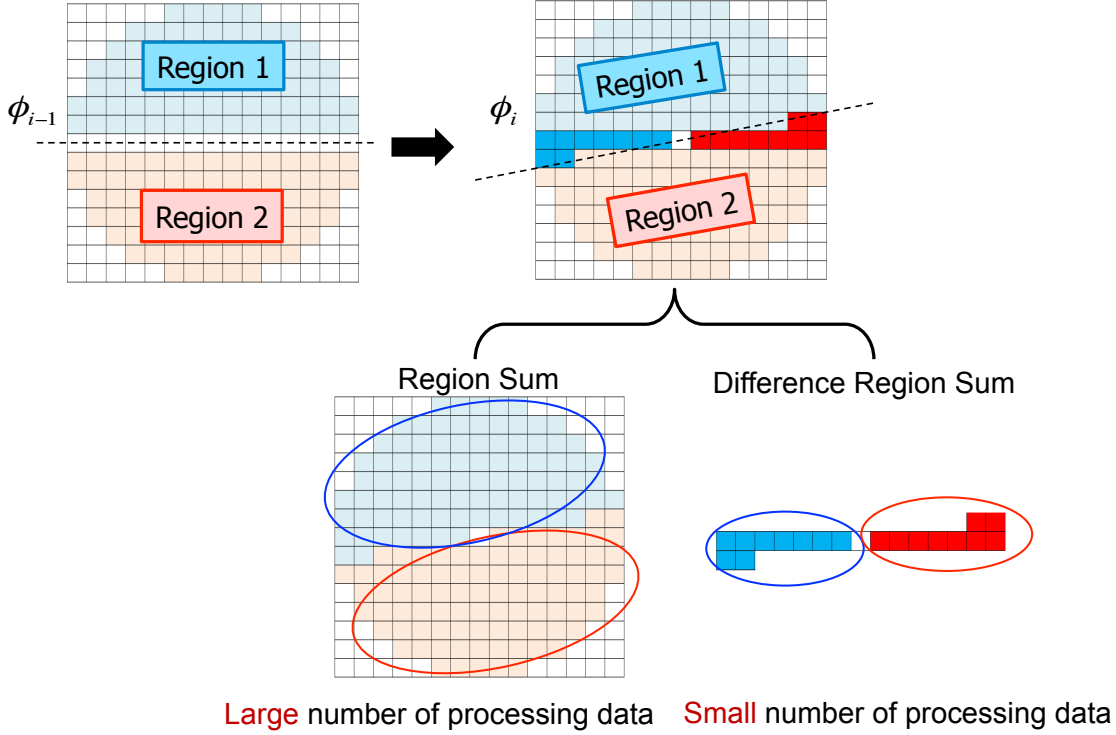 Region 1
ϕᵢ₋₁
Region 2
Region 1
ϕᵢ
Region 2
Region Sum
Difference Region Sum
Large number of processing data
Small number of processing data